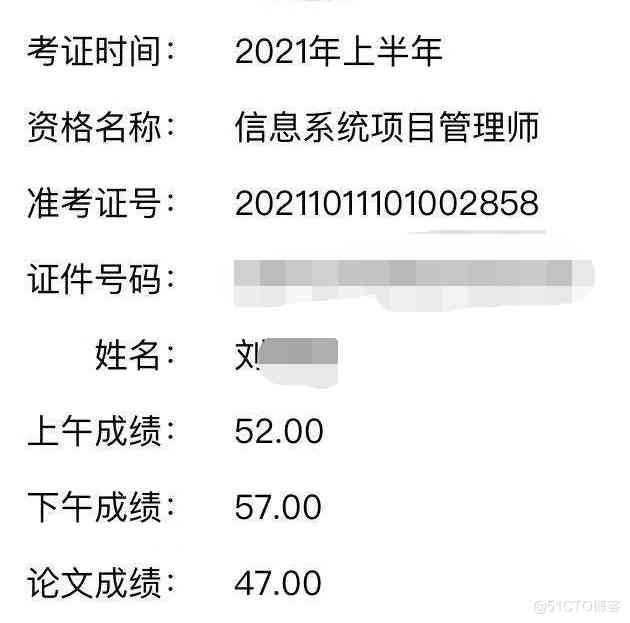 考证时间： 2021年上半年
资格名称： 信息系统项目管理师
准考证号： 20211011101002858
证件号码：
姓名： 刘
上午成绩： 52.00
下午成绩： 57.00
论文成绩： 47.00
@51CTO博客